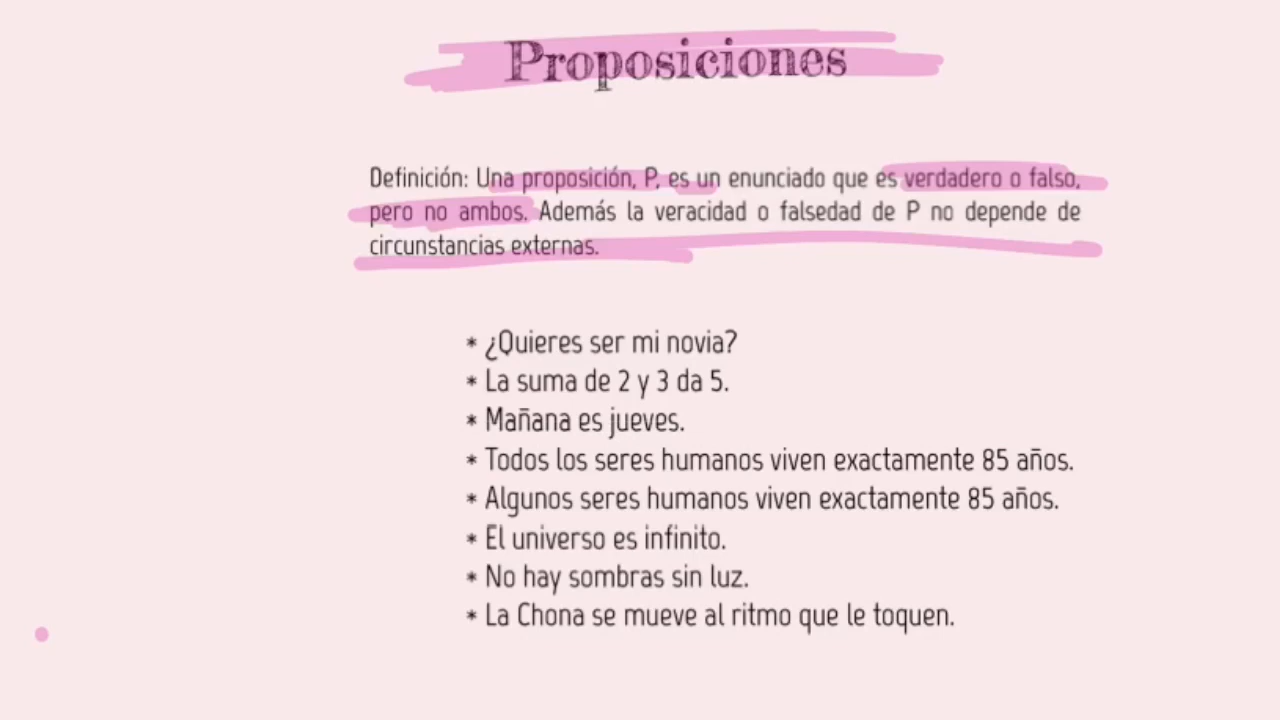 Proposiciones
Definición: Una proposición, P, es un enunciado que es verdadero o falso,
pero no ambos. Además la veracidad o falsedad de P no depende de
circunstancias externas.
* ¿Quieres ser mi novia?
* La suma de 2 y 3 da 5.
* Mañana es jueves.
* Todos los seres humanos viven exactamente 85 años.
* Algunos seres humanos viven exactamente 85 años.
* El universo es infinito.
* No hay sombras sin luz.
* La Chona se mueve al ritmo que le toquen.